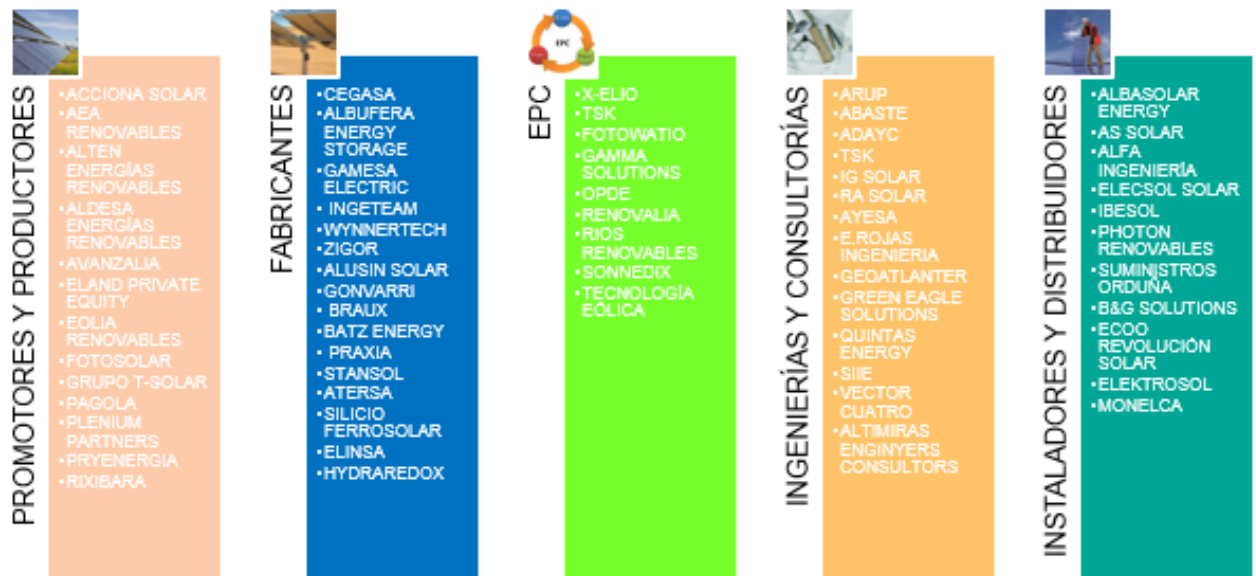 PROMOTORES Y PRODUCTORES
•ACCIONA SOLAR
•AEA
RENOVABLES
•ALTEN
ENERGÍAS
RENOVABLES
•ALDESA
ENERGÍAS
RENOVABLES
•AVANZALIA
•ELAND PRIVATE
EQUITY
•EOLIA
RENOVABLES
•FOTOSOLAR
•GRUPO T-SOLAR
•PAGOLA
•PLENIUM
PARTNERS
•PRYENERGIA
•RIXIBARA
FABRICANTES
•CEGASA
•ALBUFERA
ENERGY
STORAGE
•GAMESA
ELECTRIC
• INGETEAM
•WYNNERTECH
•ZIGOR
•ALUSIN SOLAR
•GONVARRI
• BRAUX
•BATZ ENERGY
• PRAXIA
•STANSOL
•ATERSA
•SILICIO
FERROSOLAR
•ELINSA
•HYDRAREDOX
EPC
EPC
•X-ELIO
•TSK
•FOTOWATIO
•GAMMA
SOLUTIONS
•OPDE
•RENOVALIA
•RIOS
RENOVABLES
•SONNEDIX
•TECNOLOGÍA
EÓLICA
INGENIERÍAS Y CONSULTORÍAS
•ARUP
•ABASTE
•ADAYC
•TSK
•IG SOLAR
•RA SOLAR
•AYESA
•E.ROJAS
INGENIERIA
•GEOATLANTER
•GREEN EAGLE
SOLUTIONS
•QUINTAS
ENERGY
•SIIE
•VECTOR
CUATRO
•ALTIMIRAS
ENGINYERS
CONSULTORS
INSTALADORES Y DISTRIBUIDORES
•ALBASOLAR
ENERGY
•AS SOLAR
•ALFA
INGENIERÍA
•ELECSOL SOLAR
•IBESOL
•PHOTON
RENOVABLES
•SUMINISTROS
ORDUÑA
•B&G SOLUTIONS
•ECOO
REVOLUCIÓN
SOLAR
•ELEKTROSOL
•MONELCA